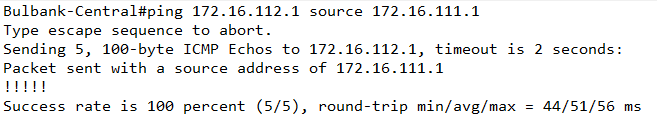 Bulbank-Central#ping 172.16.112.1 source 172.16.111.1
Type escape sequence to abort.
Sending 5, 100-byte ICMP Echos to 172.16.112.1, timeout is 2 seconds:
Packet sent with a source address of 172.16.111.1
!!!!!
Success rate is 100 percent (5/5), round-trip min/avg/max = 44/51/56 ms